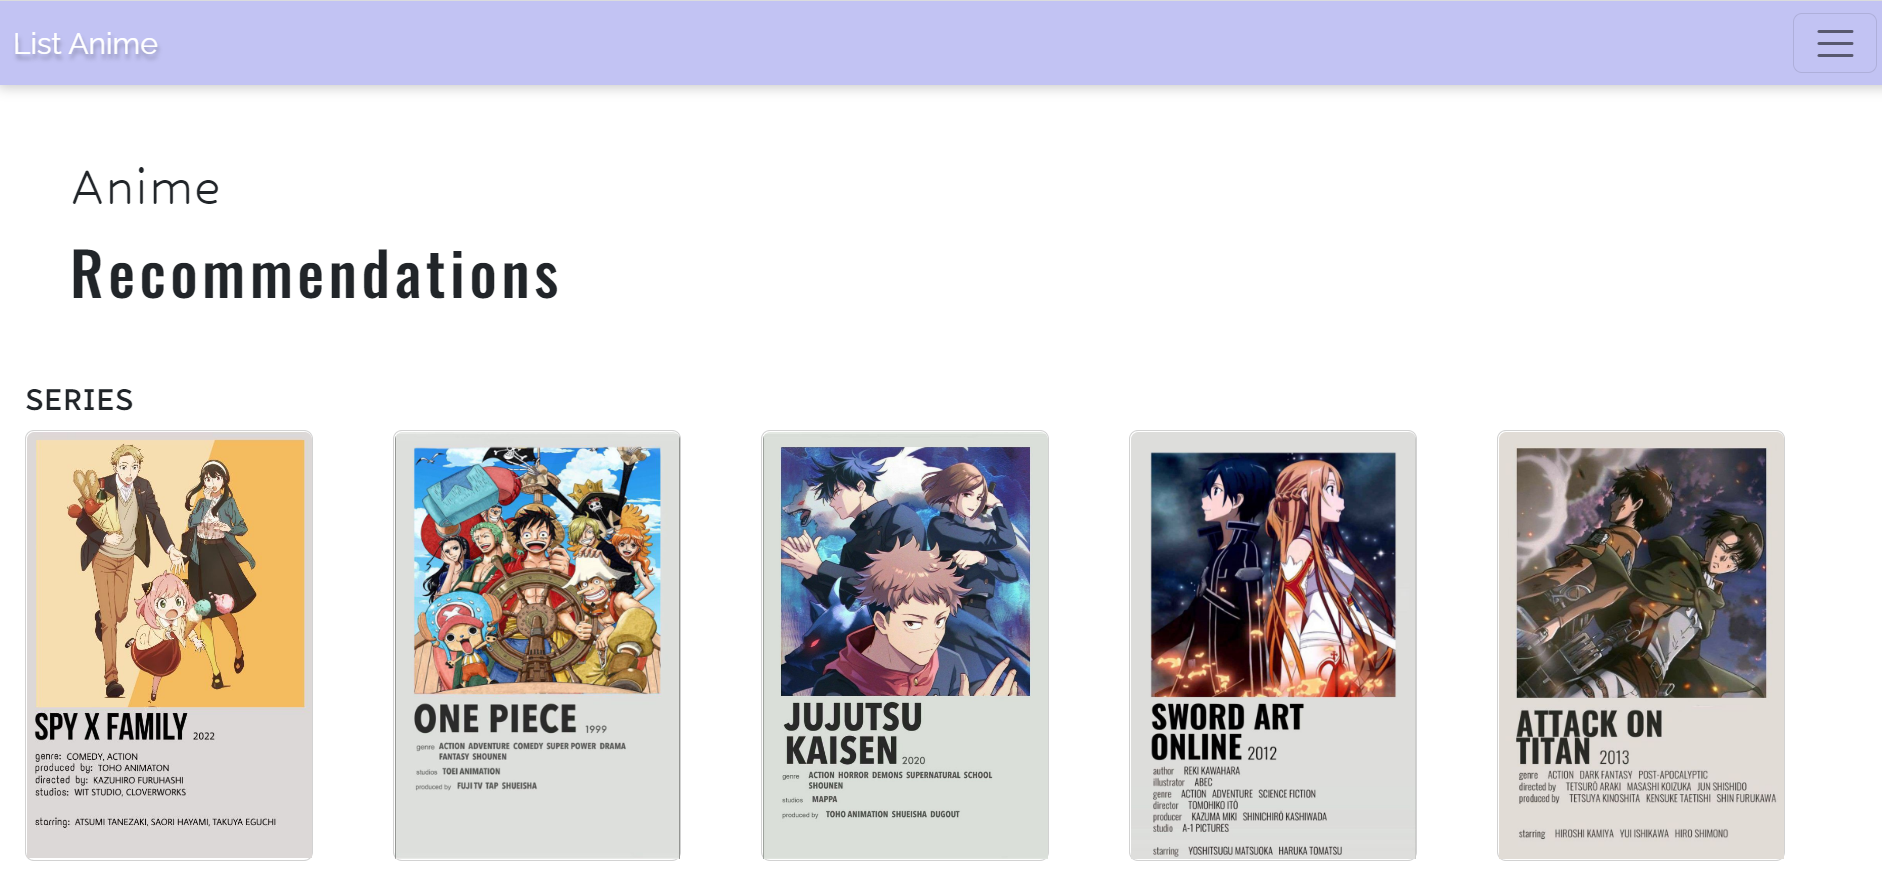 List Anime
Anime
Recommendations
SERIES
SPY X FAMILY 2022
genre: COMEDY, ACTION
produced by: TOHO ANIMATON
directed by: KAZUHIRO FURUHASHI
studios: WIT STUDIO, CLOVERWORKS
starring: ATSUMI TANEZAKI, SAORI HAYAMI, TAKUYA EGUCHI
ONE PIECE 1999
genre ACTION ADVENTURE COMEDY SUPER POWER DRAMA
FANTASY SHOUNEN
studios TOEI ANIMATION
produced by FUJI TV TAP SHUEISHA
JUJUTSU
KAISEN 2020
genre ACTION HORROR DEMONS SUPERNATURAL SCHOOL
SHOUNEN
studios MAPPA
produced by TOHO ANIMATION SHUEISHA DUGOUT
SWORD ART
ONLINE 2012
author REKI KAWAHARA
illustrator ABEC
genre ACTION ADVENTURE SCIENCE FICTION
director TOMOHIKO ITŌ
producer KAZUMA MIKI SHINICHIRŌ KASHIWADA
studio A-1 PICTURES
starring YOSHITSUGU MATSUOKA HARUKA TOMATSU
ATTACK ON
TITAN 2013
genre ACTION DARK FANTASY POST-APOCALYPTIC
directed by TETSURŌ ARAKI MASASHI KOIZUKA JUN SHISHIDO
produced by TETSUYA KINOSHITA KENSUKE TAETISHI SHIN FURUKAWA
starring HIROSHI KAMIYA YUI ISHIKAWA HIRO SHIMONO